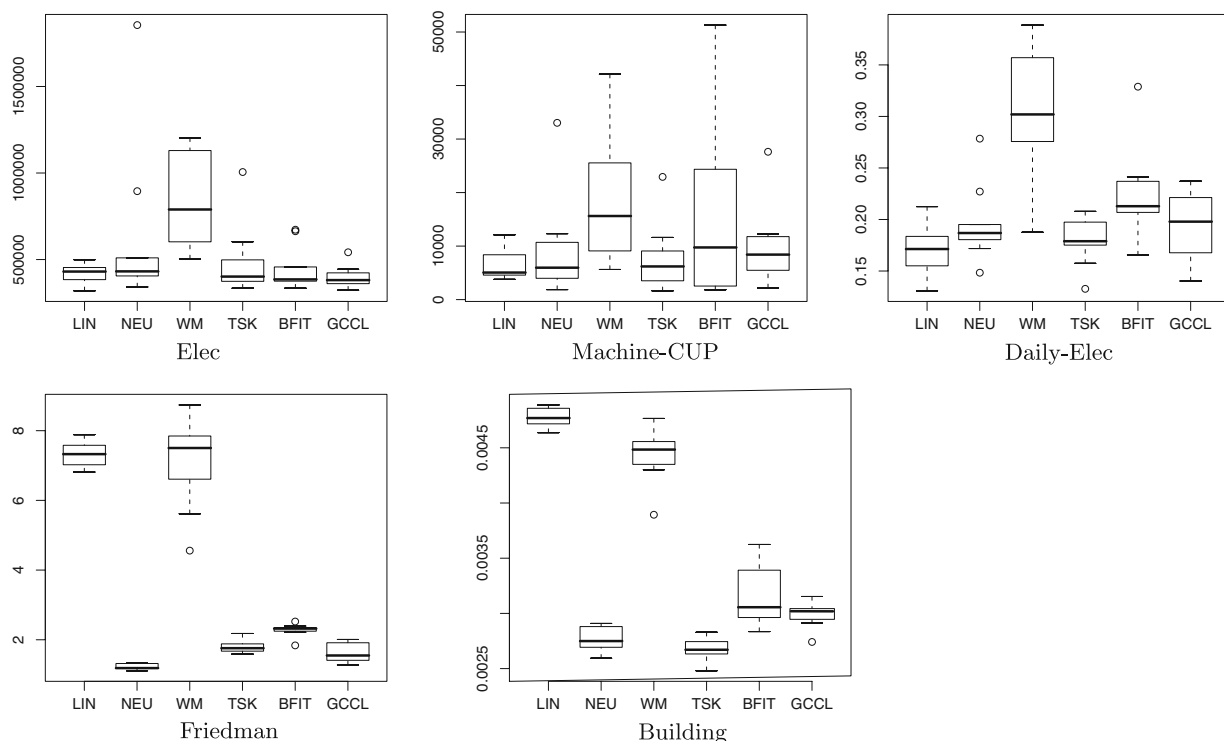 1500000
1000000
500000
LIN NEU WM TSK BFIT GCCL
Elec
50000
30000
10000
0
LIN NEU WM TSK BFIT GCCL
Machine-CUP
0.35
0.25
0.20
0.15
LIN NEU WM TSK BFIT GCCL
Daily-Elec
8
6
4
2
LIN NEU WM TSK BFIT GCCL
Friedman
0.0045
0.0035
0.0025
LIN NEU WM TSK BFIT GCCL
Building